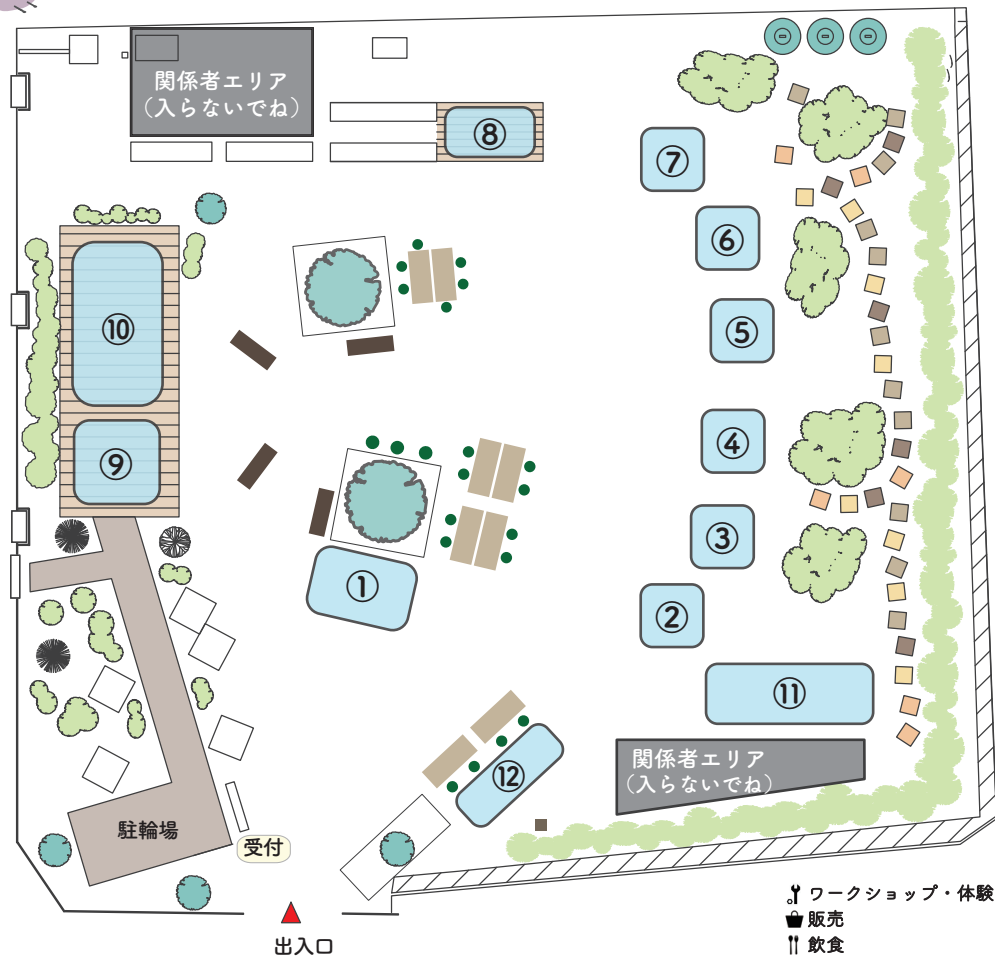 関係者エリア
(入らないでね)
⑧
⑦
⑥
⑩
⑤
④
⑨
③
①
②
⑪
関係者エリア
(入らないでね)
⑫
駐輪場
受付
出入口
ワークショップ・体験
販売
飲食